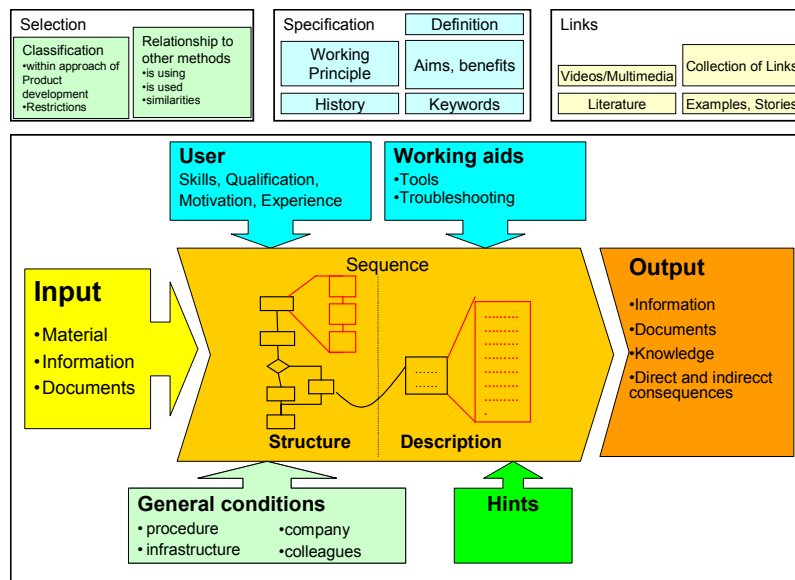 Selection
Classification
•within approach of
Product
development
•Restrictions
Relationship to
other methods
•is using
•is used
•similarities
Specification
Definition
Working
Principle
Aims, benefits
History
Keywords
Links
Videos/Multimedia
Collection of Links
Literature
Examples, Stories
User
Skills, Qualification,
Motivation, Experience
Working aids
•Tools
•Troubleshooting
Input
•Material
•Information
•Documents
Sequence
Structure
Description
Output
•Information
•Documents
•Knowledge
•Direct and indirecct
consequences
General conditions
• procedure
• infrastructure
• company
• colleagues
Hints